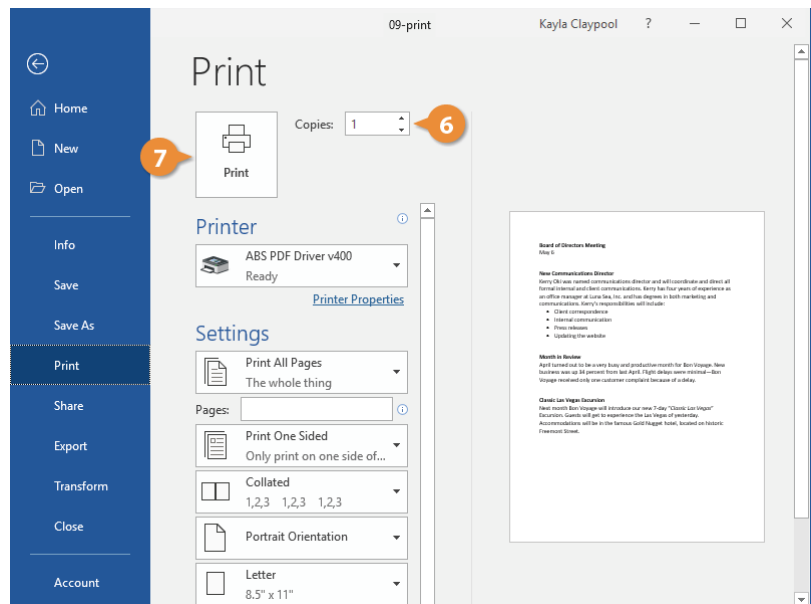 09-print
Kayla Claypool
?
Print
Home
New
Open
Info
Save
Save As
Print
Share
Export
Transform
Close
Account
7
Print
Copies:
1
6
Printer
ABS PDF Driver v400
Ready
Printer Properties
Settings
Print All Pages
The whole thing
Pages:
Print One Sided
Only print on one side of...
Collated
1,2,3 1,2,3 1,2,3
Portrait Orientation
Letter
8.5" x 11"
Board of Directors Meeting
May 6
New Communications Director
Kerry Oki was named communications director and will coordinate and direct all
formal internal and client communications. Kerry has four years of experience as
an office manager at Luna Sea, Inc. and has degrees in both marketing and
communications. Kerry's responsibilities will include:
• Client correspondence
• Internal communication
• Press releases
• Updating the website
Month in Review
April turned out to be a very busy and productive month for Bon Voyage. New
business was up 34 percent from last April. Flight delays were minimal—Bon
Voyage received only one customer complaint because of a delay.
Classic Las Vegas Excursion
Next month Bon Voyage will introduce our new 7-day "Classic Las Vegas"
Excursion. Guests will get to experience the Las Vegas of yesterday.
Accommodations will be in the famous Gold Nugget hotel, located on historic
Freemont Street.